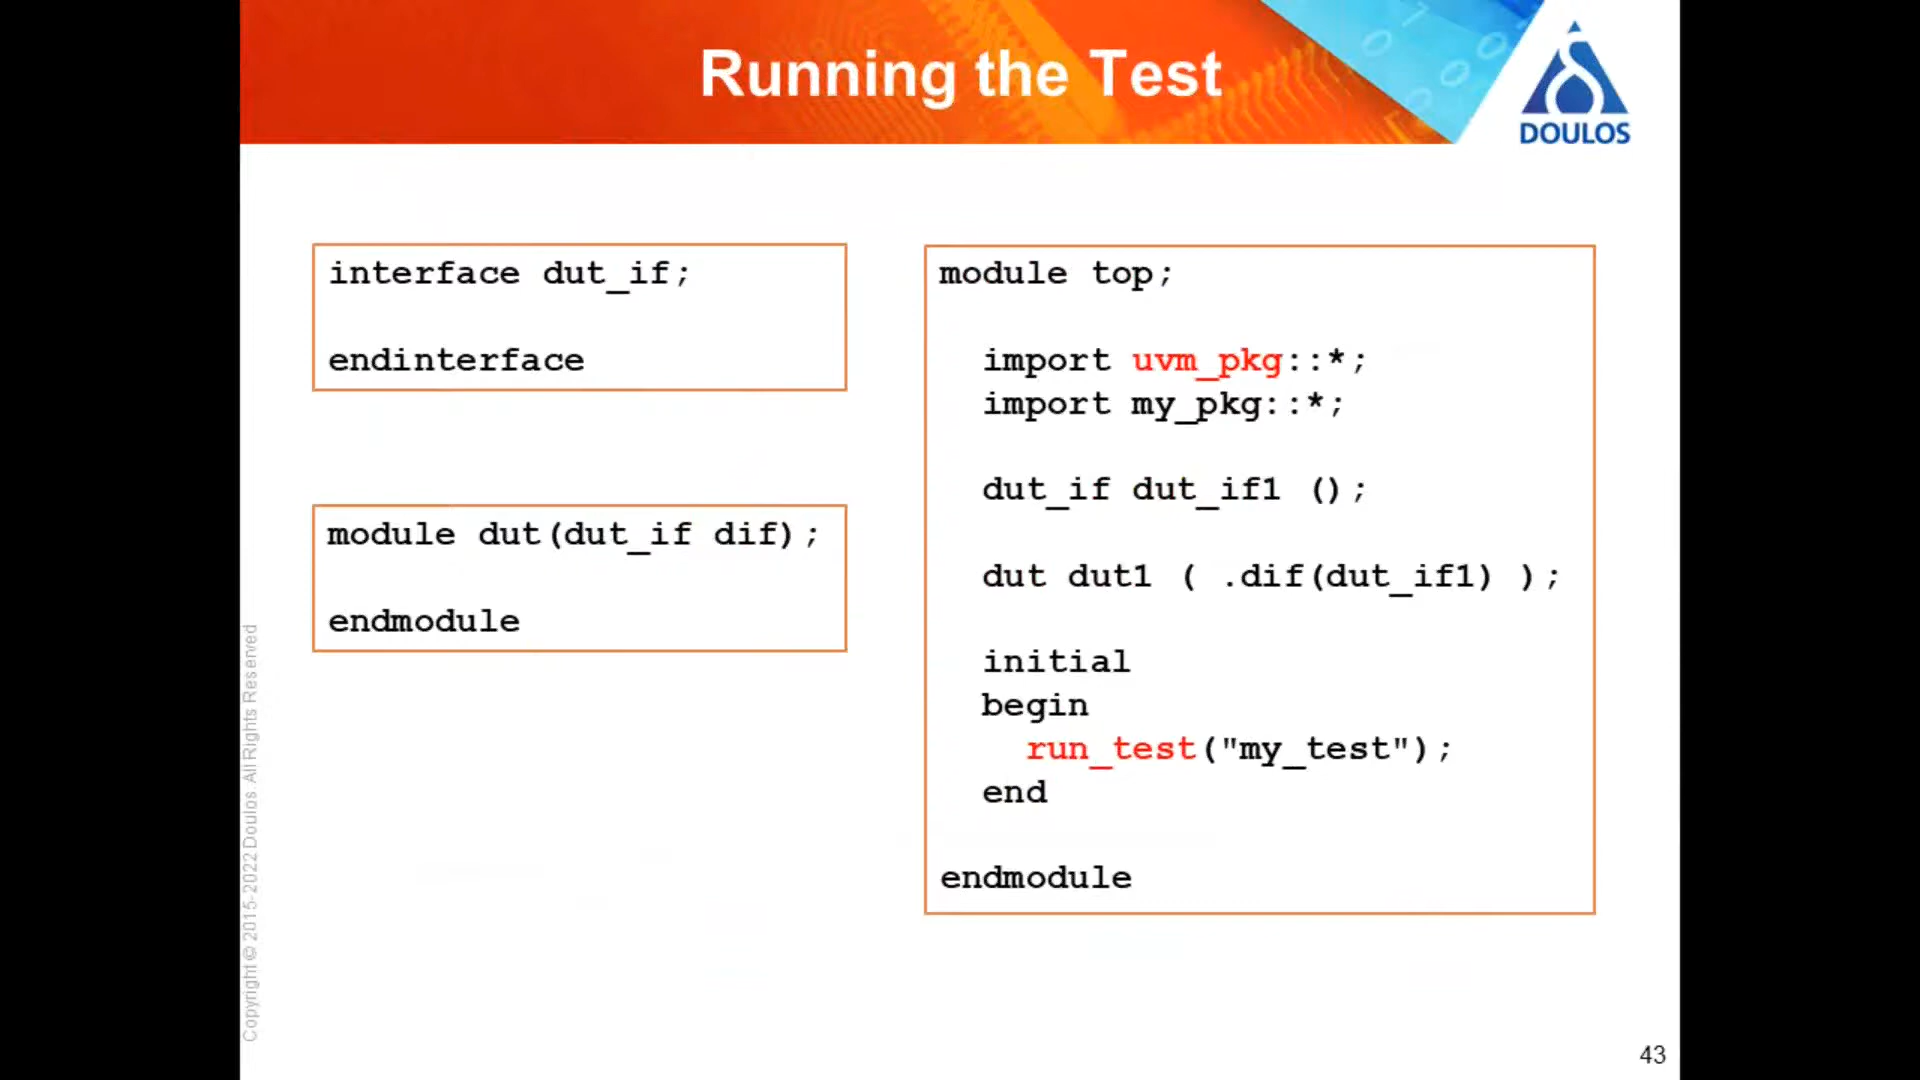 Running the Test
DOULOS
interface dut_if;
endinterface
module dut(dut_if dif);
endmodule
module top;
import uvm_pkg::*;
import my_pkg::*;
dut_if dut_if1 ();
dut dut1 ( .dif(dut_if1) );
initial
begin
run_test("my_test");
end
endmodule
Copyright © 2015-2022 Doulos All Rights Reserved
43